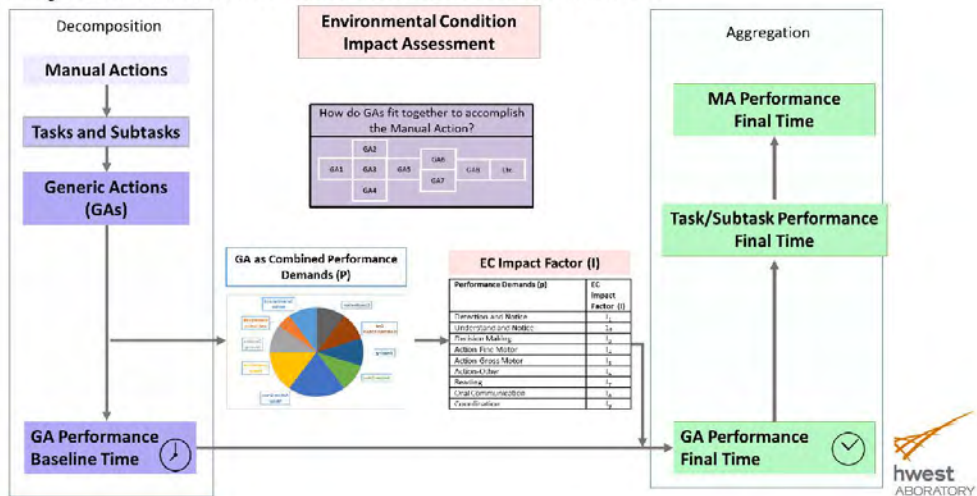 Decomposition
Manual Actions
Tasks and Subtasks
Generic Actions
(GAs)
GA Performance
Baseline Time
Environmental Condition
Impact Assessment
How do GAs fit together to accomplish
the Manual Action?
GA1
GA2
GA3
GA4
GA5
GA6
GA7
GA8
Etc.
GA as Combined Performance
Demands (P)
EC Impact Factor (I)
Performance Demands (p)
EC
Impact
Factor (I)
Detection and Notice
Understand and Notice
Decision Making
Action-Fine Motor
Action-Gross Motor
Action-Other
Reading
Oral Communication
Coordination
Aggregation
MA Performance
Final Time
Task/Subtask Performance
Final Time
GA Performance
Final Time
hwest
ABORATORY